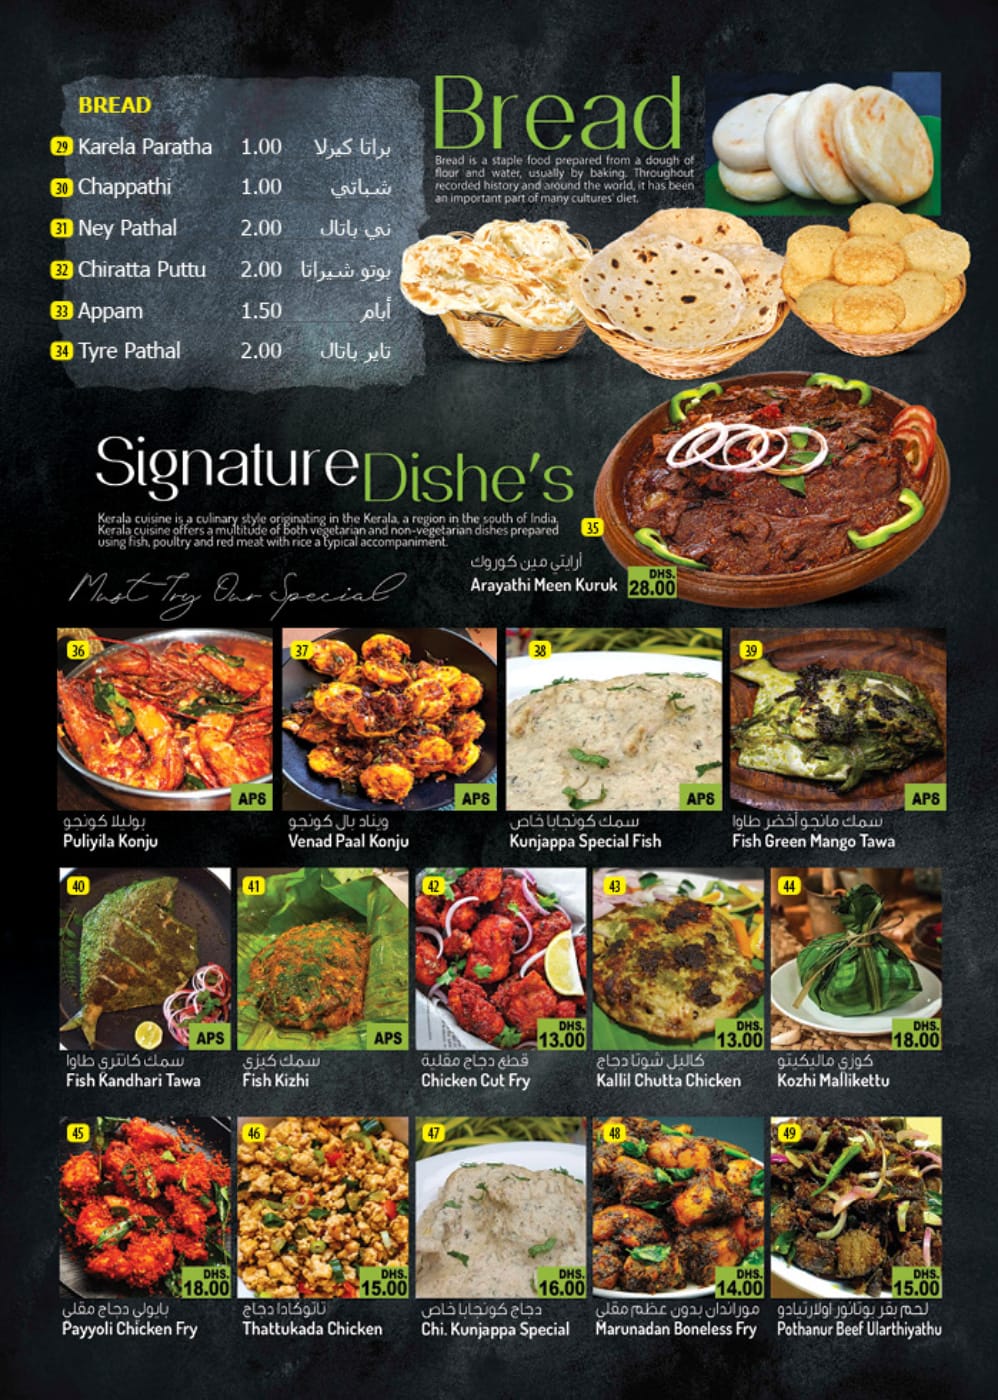 BREAD
29 Karela Paratha 1.00 براتا كيرلا
30 Chappathi 1.00 شباتي
31 Ney Pathal 2.00 ني باتال
32 Chiratta Puttu 2.00 بوتو شيراتا
33 Appam 1.50 أبام
34 Tyre Pathal 2.00 تاير باتال
Bread
Bread is a staple food prepared from a dough of
flour and water, usually by baking. Throughout
recorded history and around the world, it has been
an important part of many cultures' diet.
Signature Dishe's
Kerala cuisine is a culinary style originating in the Kerala, a region in the south of India.
Kerala cuisine offers a multitude of both vegetarian and non-vegetarian dishes prepared
using fish, poultry and red meat with rice a typical accompaniment.
Must Try Our Special
35
أرايتي مين كوروك
Arayathi Meen Kuruk
DHS.
28.00
36
APS
بوليلا كونجو
Puliyila Konju
37
APS
ويناد بال كونجو
Venad Paal Konju
38
APS
سمك كونجابا خاص
Kunjappa Special Fish
39
APS
سمك مانجو أخضر طاوا
Fish Green Mango Tawa
40
APS
سمك كانتري طاوا
Fish Kandhari Tawa
41
APS
سمك كيزي
Fish Kizhi
42
DHS.
13.00
قطع دجاج مقلية
Chicken Cut Fry
43
DHS.
13.00
كاليل شوتا دجاج
Kallil Chutta Chicken
44
DHS.
18.00
كوزي ماليكيتو
Kozhi Mallikettu
45
DHS.
18.00
بايولي دجاج مقلي
Payyoli Chicken Fry
46
DHS.
15.00
تاتوكادا دجاج
Thattukada Chicken
47
DHS.
16.00
دجاج كونجابا خاص
Chi. Kunjappa Special
48
DHS.
14.00
موراندان بدون عظم مقلي
Marunadan Boneless Fry
49
DHS.
15.00
لحم بقر بوتانور اولارتيادو
Pothanur Beef Ularthiyathu